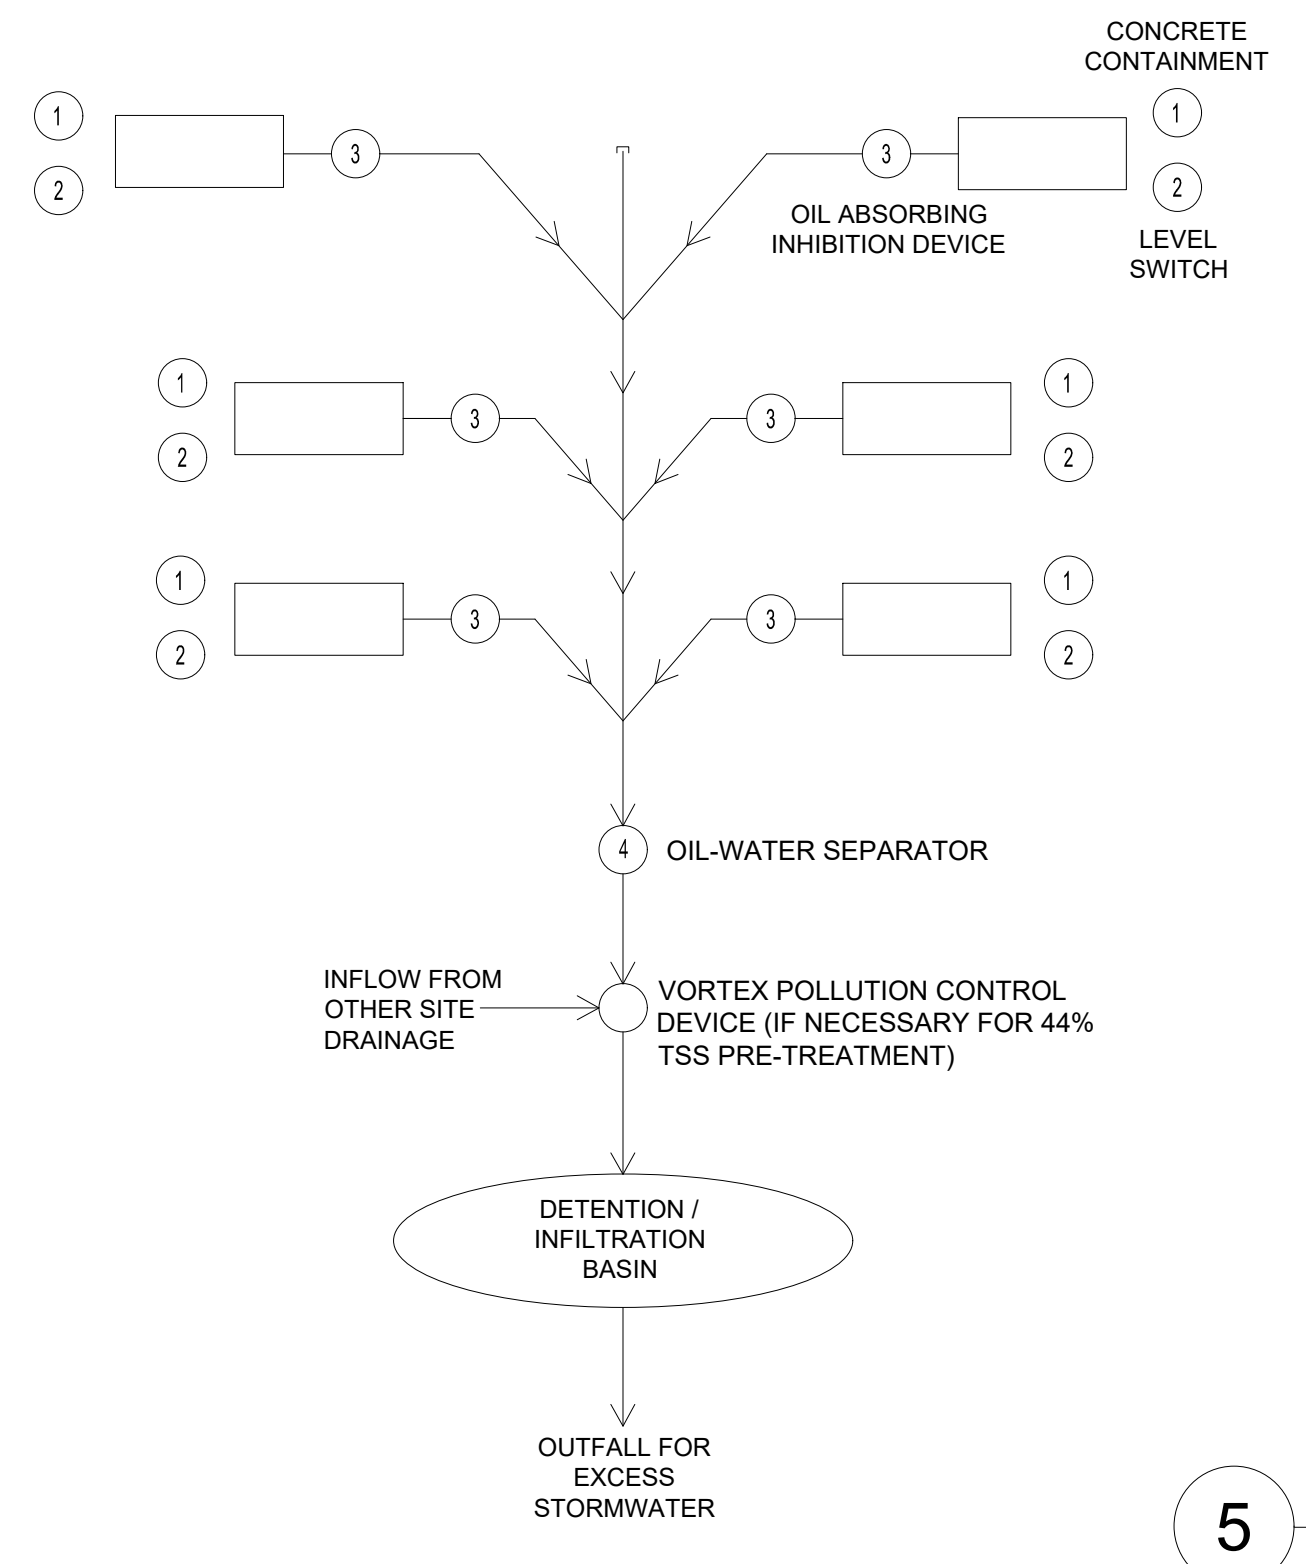 CONCRETE
CONTAINMENT
1
3
3
1
2
2
OIL ABSORBING
INHIBITION DEVICE
LEVEL
SWITCH
1
3
3
1
2
2
1
3
3
1
2
2
4 OIL-WATER SEPARATOR
INFLOW FROM
OTHER SITE
DRAINAGE
VORTEX POLLUTION CONTROL
DEVICE (IF NECESSARY FOR 44%
TSS PRE-TREATMENT)
DETENTION /
INFILTRATION
BASIN
OUTFALL FOR
EXCESS
STORMWATER
5